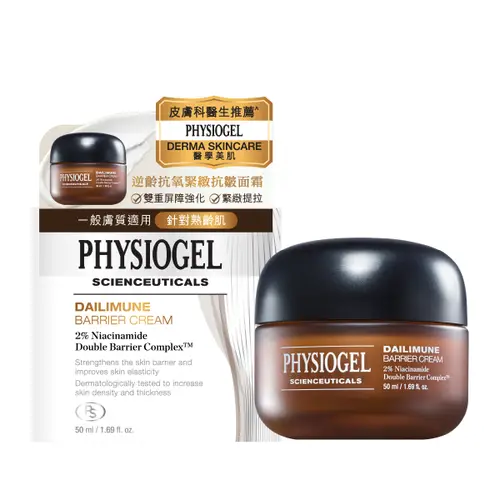 皮膚科醫生推薦^
PHYSIOGEL
DERMA SKINCARE
醫學美肌
逆齡抗氧緊緻抗皺面霜
雙重屏障強化 緊緻提拉
一般膚質適用 針對熟齡肌
PHYSIOGEL
SCIENCEUTICALS
DAILIMUNE
BARRIER CREAM
2% Niacinamide
Double Barrier Complex™
Strengthens the skin barrier and
improves skin elasticity
Dermatologically tested to increase
skin density and thickness
PS
50 ml / 1.69 fl. oz.
PHYSIOGEL
SCIENCEUTICALS
DAILIMUNE
BARRIER CREAM
2% Niacinamide
Double Barrier Complex™
50 ml / 1.69 fl. oz.